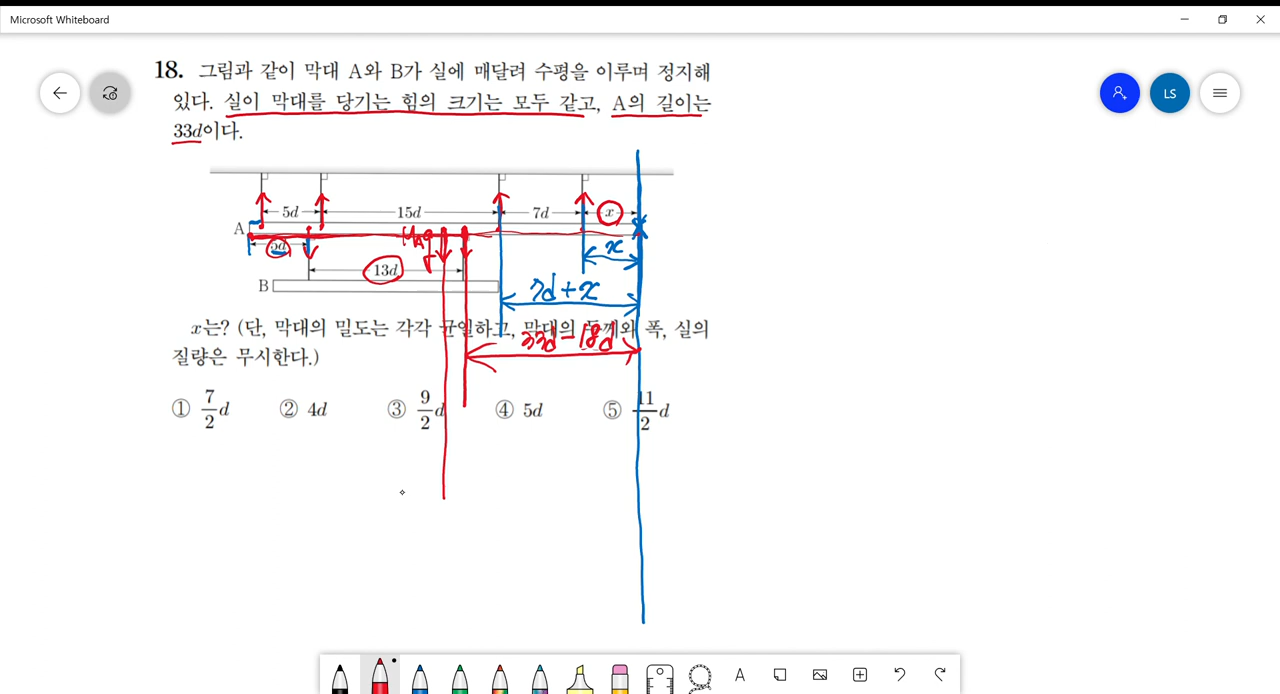 Microsoft Whiteboard
LS
18. 그림과 같이 막대 A와 B가 실에 매달려 수평을 이루며 정지해
있다. 실이 막대를 당기는 힘의 크기는 모두 같고, A의 길이는
33d이다.
5d 15d 7d x
A
5d x
13d
B
7d+x
x는? (단, 막대의 밀도는 각각 균일하고, 막대의 두께와 폭, 실의
33d-18d
질량은 무시한다.)
① 7/2 d ② 4d ③ 9/2 d ④ 5d ⑤ 11/2 d
A